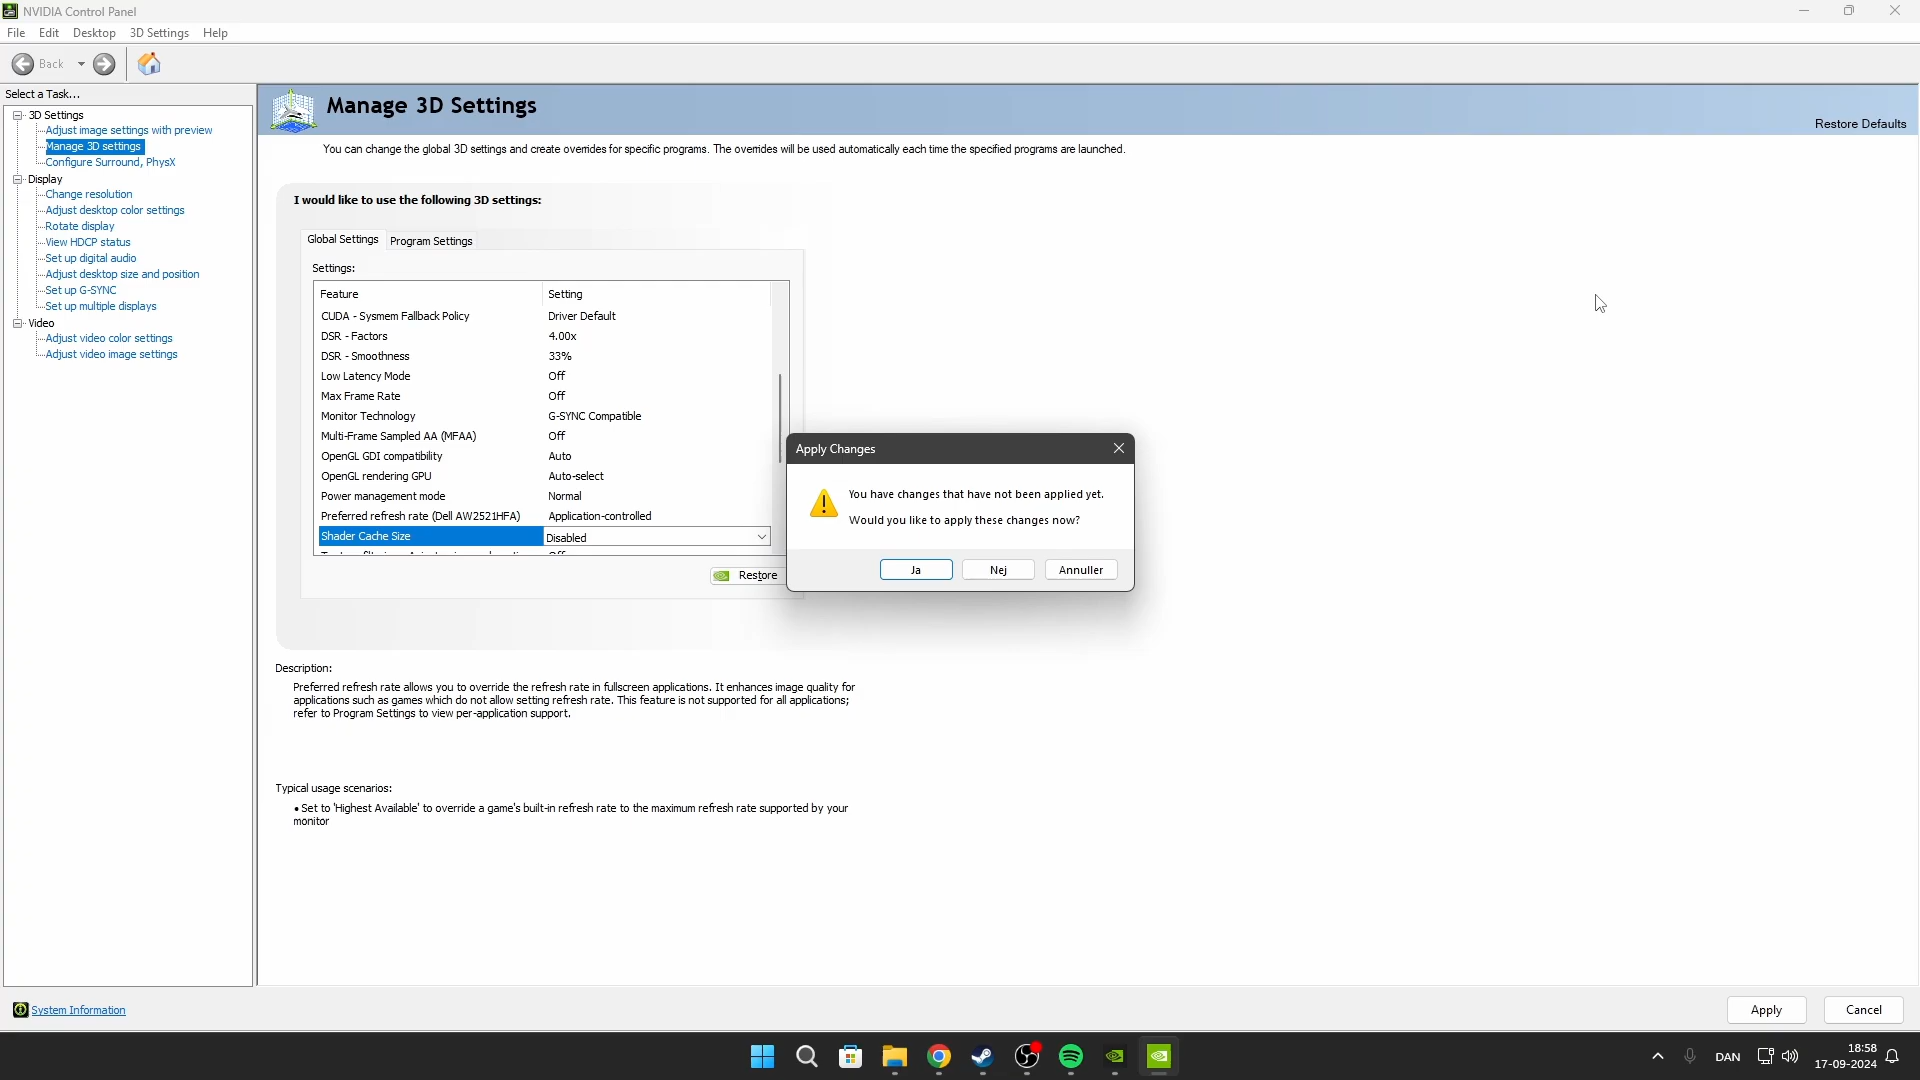 NVIDIA Control Panel
File Edit Desktop 3D Settings Help
Back
Select a Task...
3D Settings
Adjust image settings with preview
Manage 3D settings
Configure Surround, PhysX
Display
Change resolution
Adjust desktop color settings
Rotate display
View HDCP status
Set up digital audio
Adjust desktop size and position
Set up G-SYNC
Set up multiple displays
Video
Adjust video color settings
Adjust video image settings
Manage 3D Settings
Restore Defaults
You can change the global 3D settings and create overrides for specific programs. The overrides will be used automatically each time the specified programs are launched.
I would like to use the following 3D settings:
Global Settings Program Settings
Settings:
Feature Setting
CUDA - Sysmem Fallback Policy Driver Default
DSR - Factors 4.00x
DSR - Smoothness 33%
Low Latency Mode Off
Max Frame Rate Off
Monitor Technology G-SYNC Compatible
Multi-Frame Sampled AA (MFAA) Off
OpenGL GDI compatibility Auto
OpenGL rendering GPU Auto-select
Power management mode Normal
Preferred refresh rate (Dell AW2521HFA) Application-controlled
Shader Cache Size Disabled
Restore
Apply Changes
You have changes that have not been applied yet.
Would you like to apply these changes now?
Ja Nej Annuller
Description:
Preferred refresh rate allows you to override the refresh rate in fullscreen applications. It enhances image quality for
applications such as games which do not allow setting refresh rate. This feature is not supported for all applications;
refer to Program Settings to view per-application support.
Typical usage scenarios:
• Set to 'Highest Available' to override a game's built-in refresh rate to the maximum refresh rate supported by your
monitor
System Information
Apply Cancel
DAN
18:58
17-09-2024